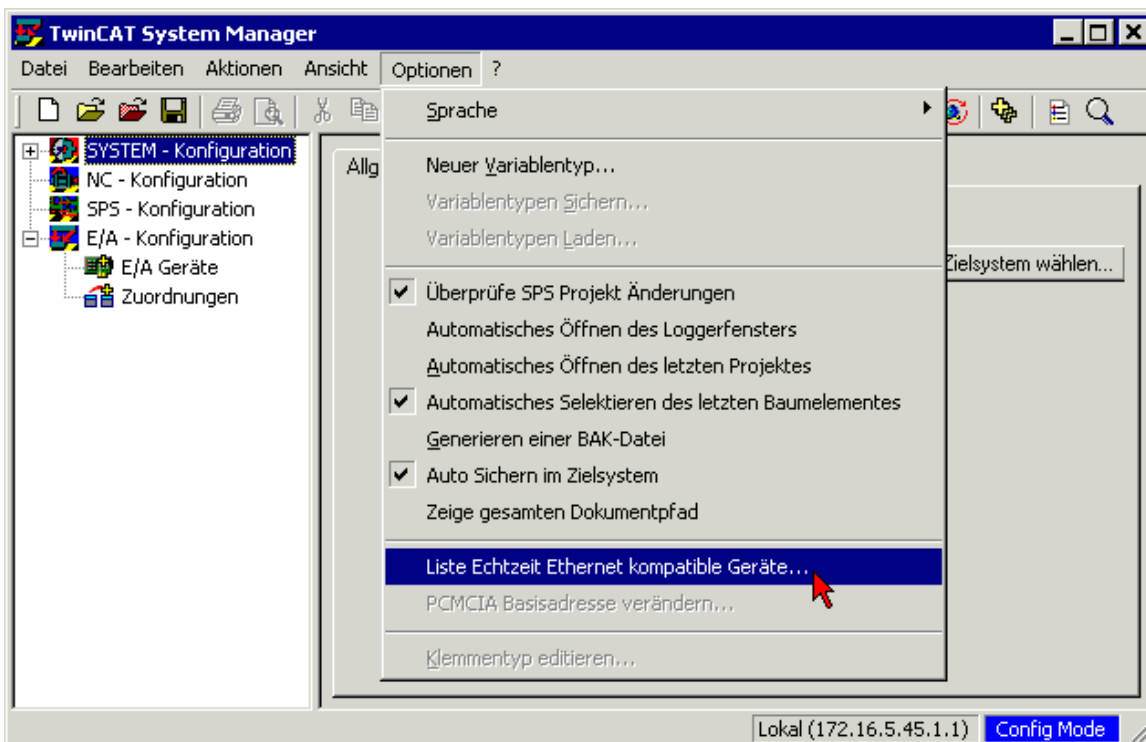 TwinCAT System Manager
Datei Bearbeiten Aktionen Ansicht Optionen ?
Sprache
SYSTEM - Konfiguration
NC - Konfiguration
SPS - Konfiguration
E/A - Konfiguration
E/A Geräte
Zuordnungen
Allg
Neuer Variablentyp...
Variablentypen Sichern...
Variablentypen Laden...
Zielsystem wählen...
Überprüfe SPS Projekt Änderungen
Automatisches Öffnen des Loggerfensters
Automatisches Öffnen des letzten Projektes
Automatisches Selektieren des letzten Baumelementes
Generieren einer BAK-Datei
Auto Sichern im Zielsystem
Zeige gesamten Dokumentpfad
Liste Echtzeit Ethernet kompatible Geräte...
PCMCIA Basisadresse verändern...
Klemmentyp editieren...
Lokal (172.16.5.45.1.1) Config Mode